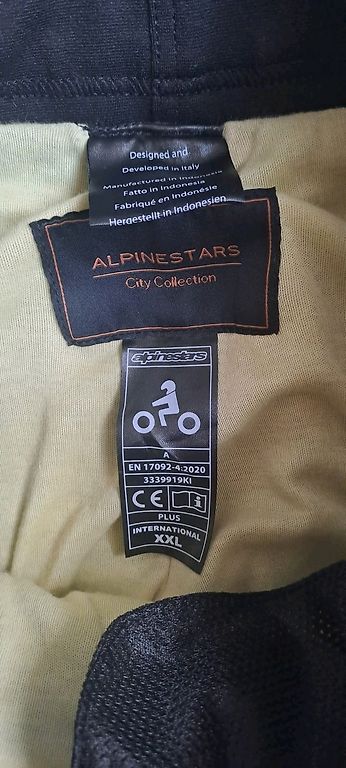 Designed and
Developed in Italy
Manufactured in Indonesia
Fatto in Indonesia
Fabriqué en Indonésie
Hergestellt in Indonesien
ALPINESTARS
City Collection
alpinestars
A
EN 17092-4:2020
3339919KI
CE i
PLUS
INTERNATIONAL
XXL